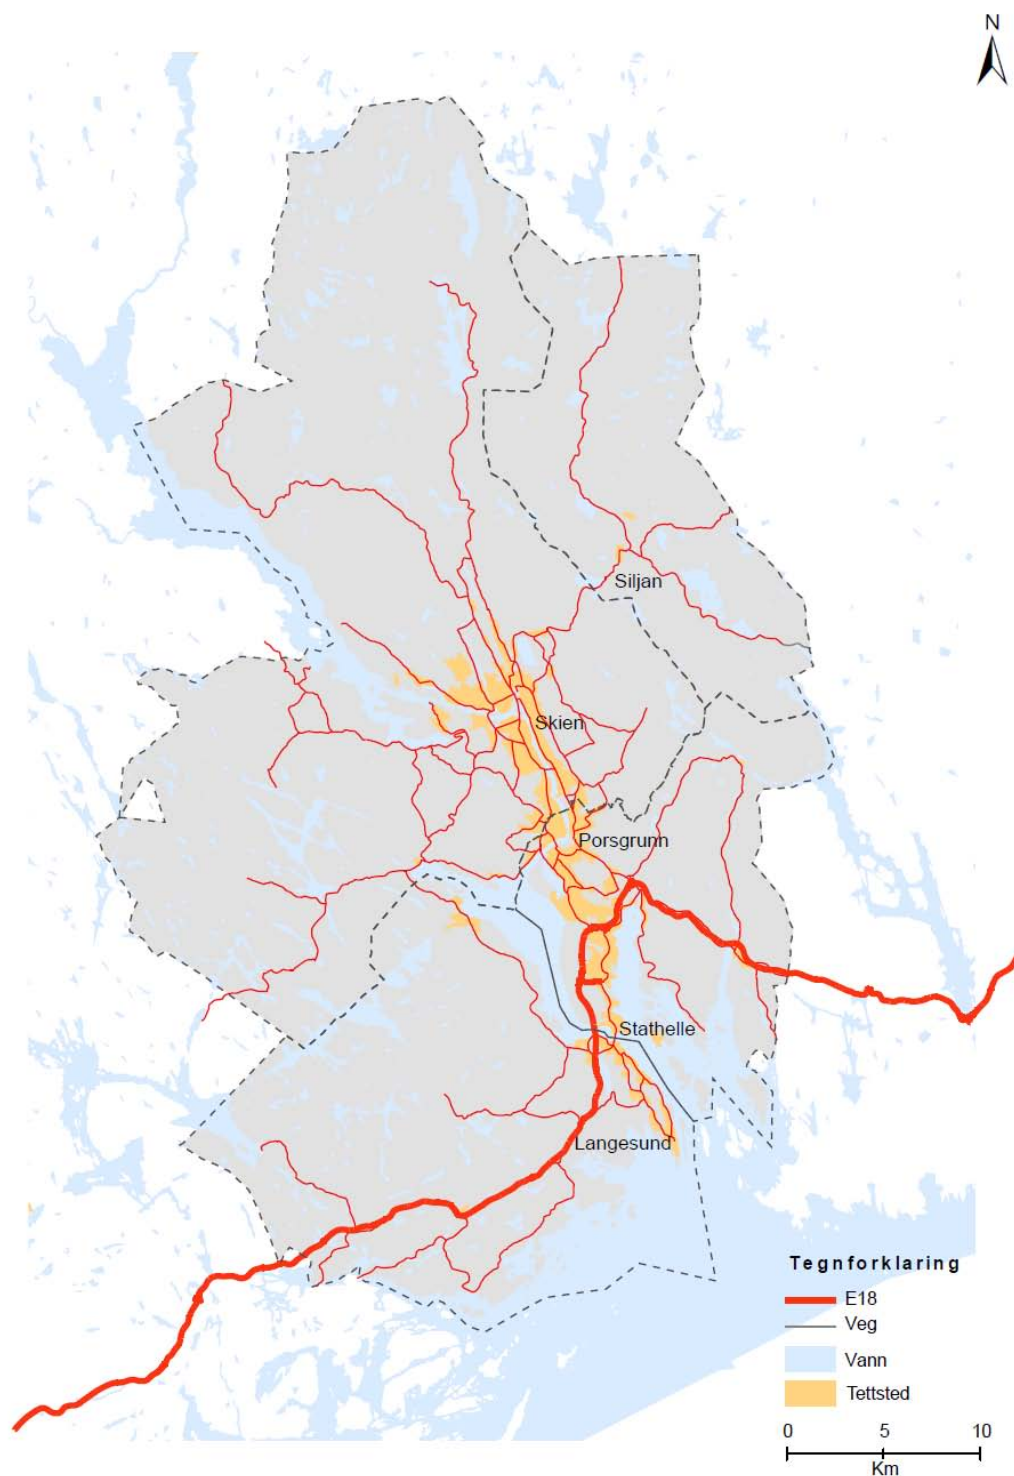 N
Siljan
Skien
Porsgrunn
Stathelle
Langesund
Tegnforklaring
E18
Veg
Vann
Tettsted
0 5 10
Km